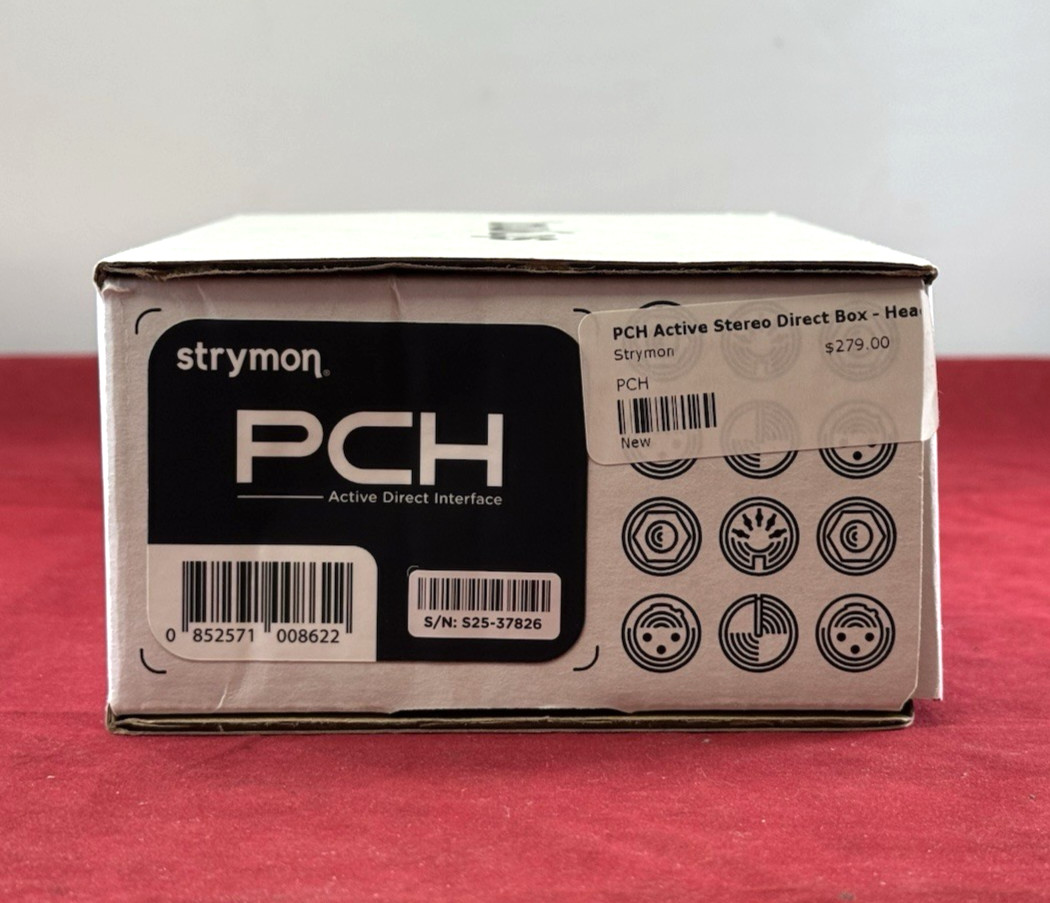 strymon®
PCH
Active Direct Interface
0 852571 008622
S/N: S25-37826
PCH Active Stereo Direct Box - Hea
Strymon $279.00
PCH
New